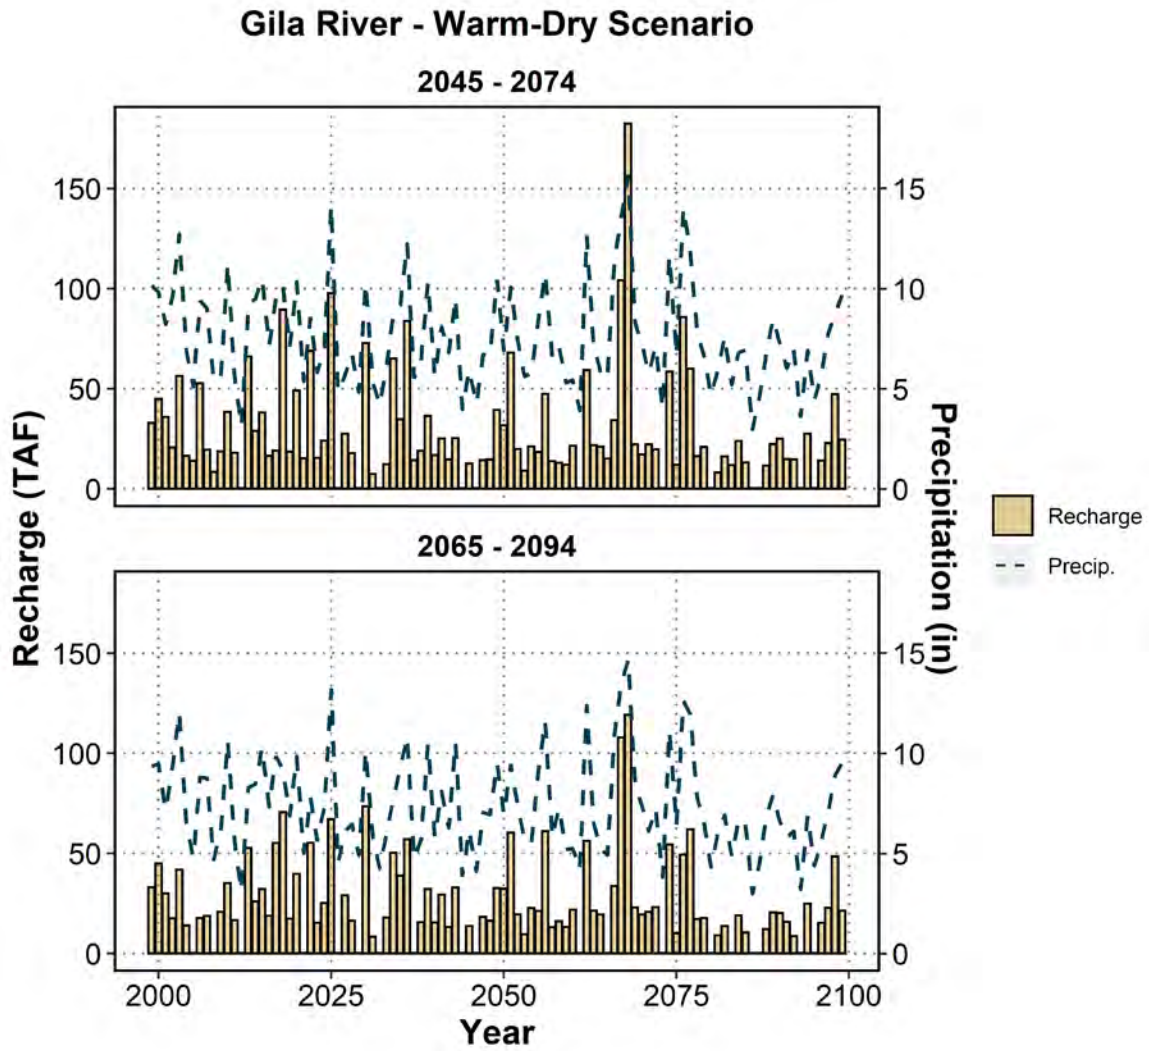 Gila River - Warm-Dry Scenario
2045 - 2074
150
100
50
0
15
10
5
0
Recharge (TAF)
Precipitation (in)
Recharge
Precip.
2065 - 2094
150
100
50
0
15
10
5
0
2000 2025 2050 2075 2100
Year